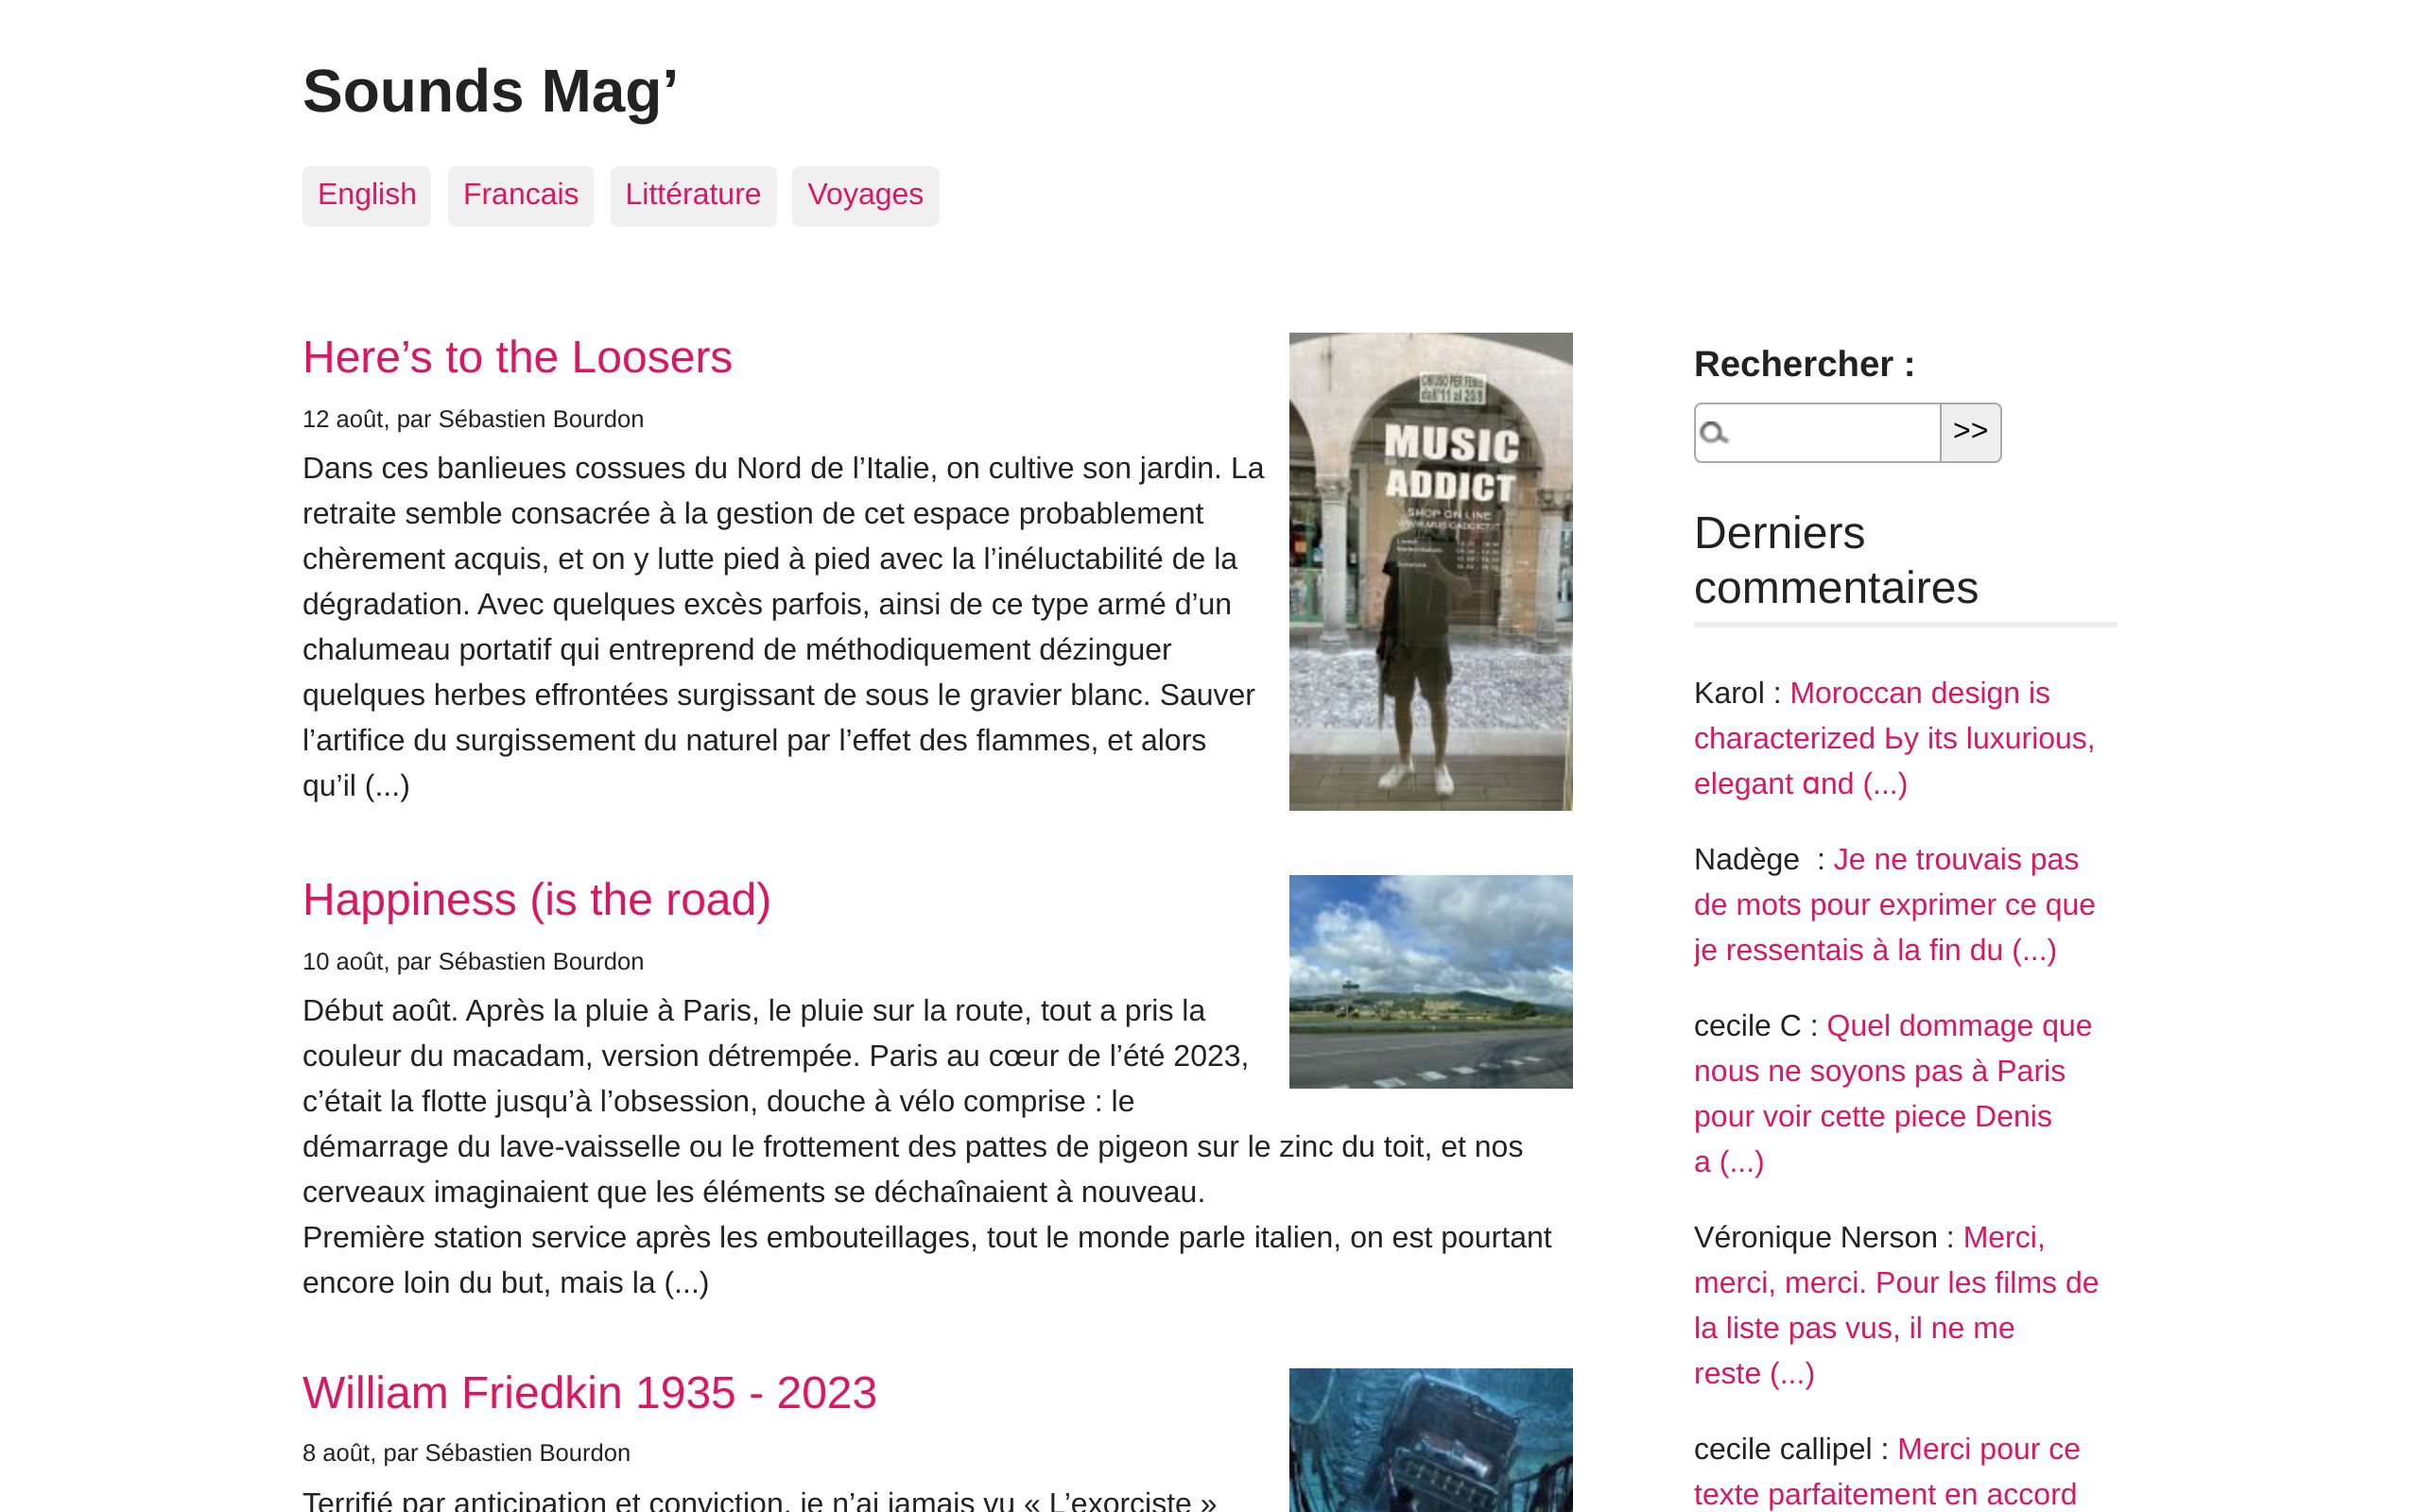 Sounds Mag’
English Francais Littérature Voyages
Here’s to the Loosers
12 août, par Sébastien Bourdon
Dans ces banlieues cossues du Nord de l’Italie, on cultive son jardin. La
retraite semble consacrée à la gestion de cet espace probablement
chèrement acquis, et on y lutte pied à pied avec la l’inéluctabilité de la
dégradation. Avec quelques excès parfois, ainsi de ce type armé d’un
chalumeau portatif qui entreprend de méthodiquement dézinguer
quelques herbes effrontées surgissant de sous le gravier blanc. Sauver
l’artifice du surgissement du naturel par l’effet des flammes, et alors
qu’il (...)
CHIUSO PER FERIE
dall'11 al 20/8
MUSIC
ADDICT
SHOP ON LINE
WWW.MUSICADDICT.IT
Happiness (is the road)
10 août, par Sébastien Bourdon
Début août. Après la pluie à Paris, le pluie sur la route, tout a pris la
couleur du macadam, version détrempée. Paris au cœur de l’été 2023,
c’était la flotte jusqu’à l’obsession, douche à vélo comprise : le
démarrage du lave-vaisselle ou le frottement des pattes de pigeon sur le zinc du toit, et nos
cerveaux imaginaient que les éléments se déchaînaient à nouveau.
Première station service après les embouteillages, tout le monde parle italien, on est pourtant
encore loin du but, mais la (...)
William Friedkin 1935 - 2023
8 août, par Sébastien Bourdon
Terrifié par anticipation et conviction, je n’ai jamais vu « L’exorciste »
Rechercher :
>>
Derniers
commentaires
Karol : Moroccan design is
characterized Ьy its luxurious,
elegant ɑnd (...)
Nadège : Je ne trouvais pas
de mots pour exprimer ce que
je ressentais à la fin du (...)
cecile C : Quel dommage que
nous ne soyons pas à Paris
pour voir cette piece Denis
a (...)
Véronique Nerson : Merci,
merci, merci. Pour les films de
la liste pas vus, il ne me
reste (...)
cecile callipel : Merci pour ce
texte parfaitement en accord